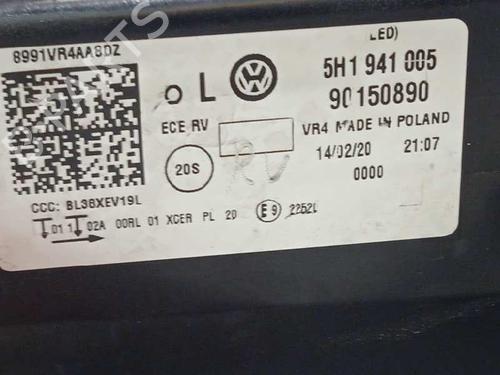 LED)
8991VR4AA8DZ
L
5H1 941 005
90150890
ECE RV
VR4 MADE IN POLAND
20S
14/02/20 21:07
0000
CCC: BL36XEV19L
01 1 02A 00RL 01 XCER PL 20 E9 2252L